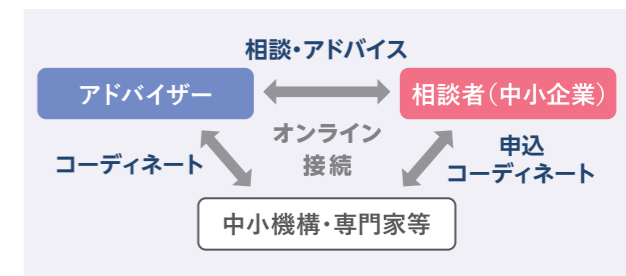 相談・アドバイス
アドバイザー
相談者（中小企業）
オンライン
接続
コーディネート
申込
コーディネート
中小機構・専門家等